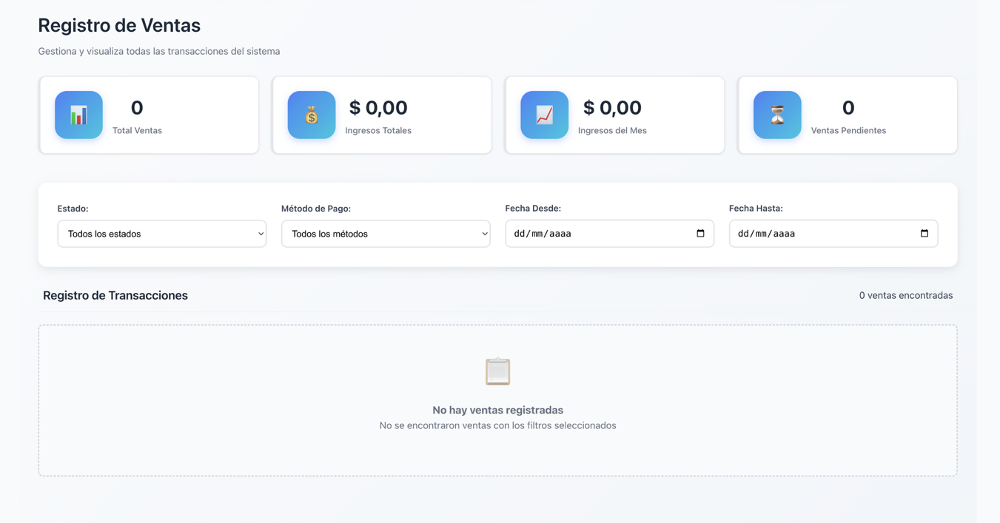 Registro de Ventas
Gestiona y visualiza todas las transacciones del sistema
0
Total Ventas
$ 0,00
Ingresos Totales
$ 0,00
Ingresos del Mes
0
Ventas Pendientes
Estado:
Todos los estados
Método de Pago:
Todos los métodos
Fecha Desde:
dd/mm/aaaa
Fecha Hasta:
dd/mm/aaaa
Registro de Transacciones
0 ventas encontradas
No hay ventas registradas
No se encontraron ventas con los filtros seleccionados